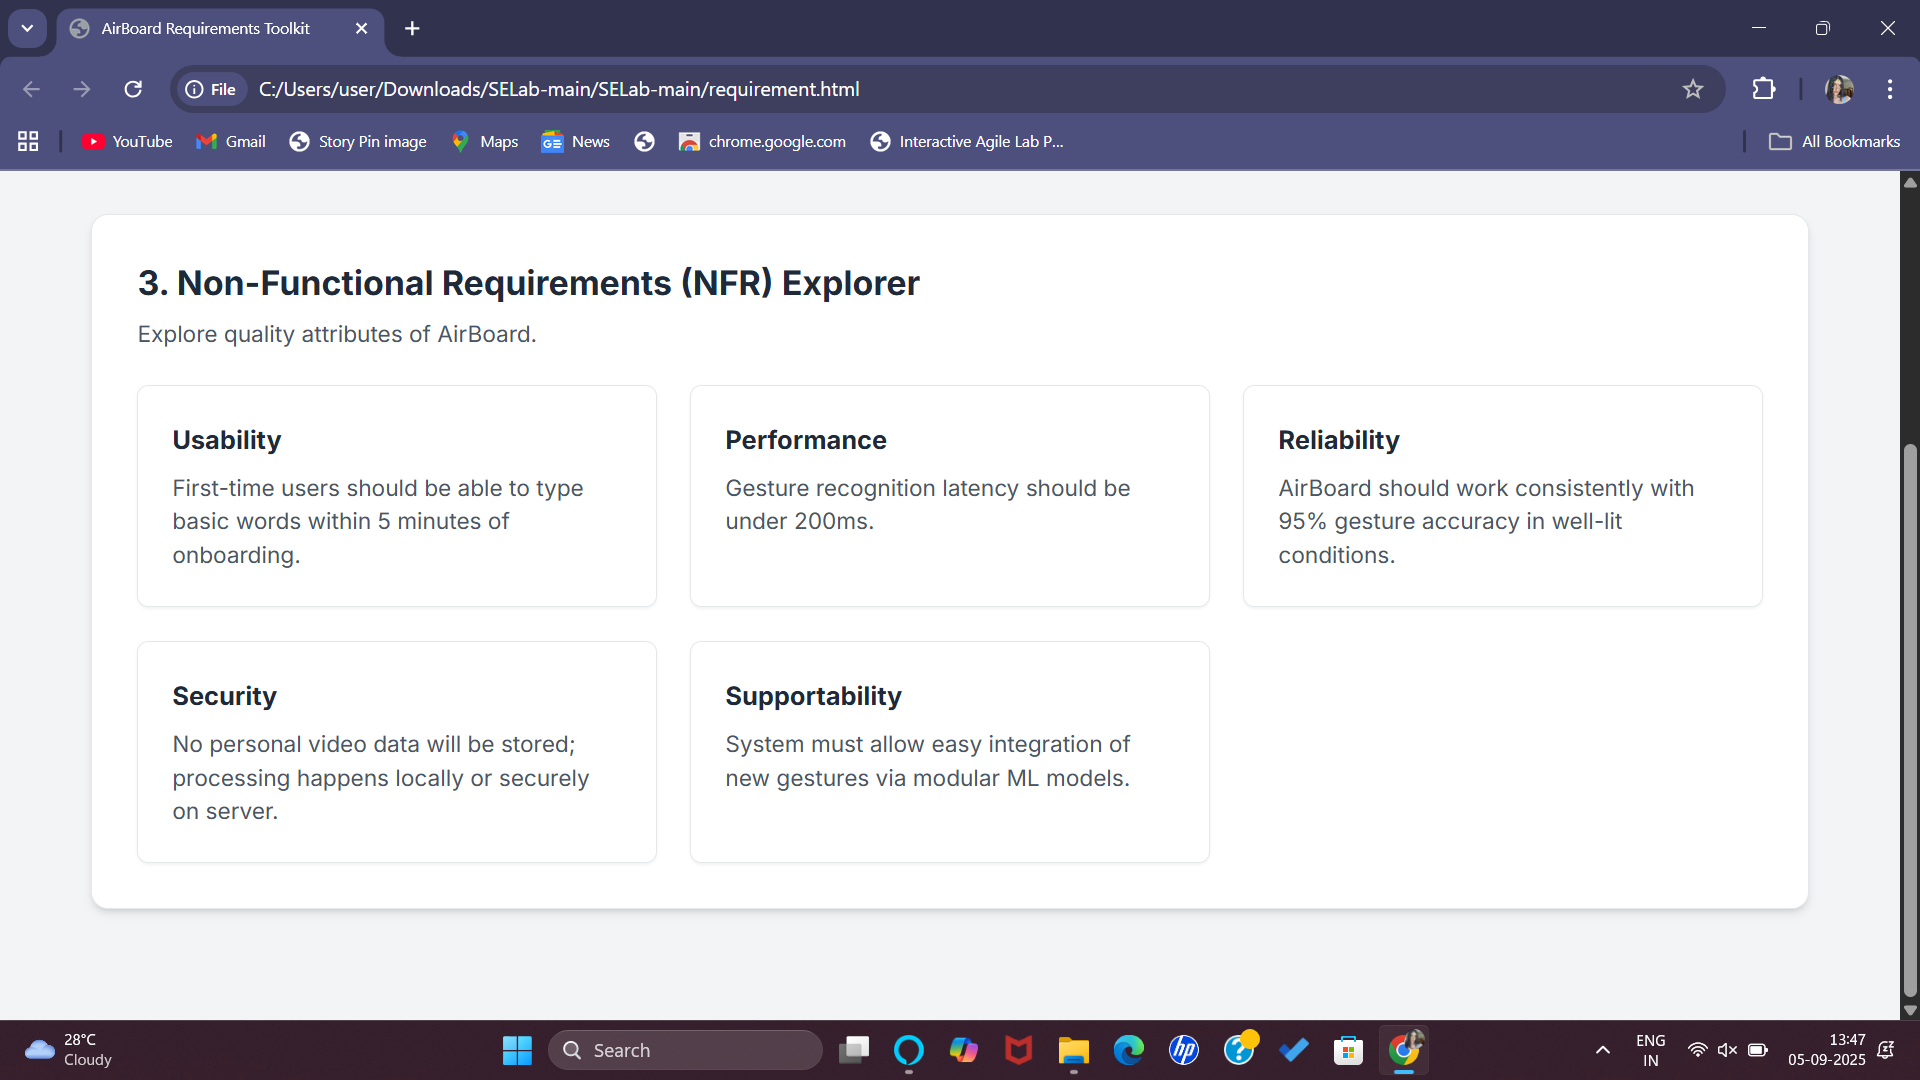 AirBoard Requirements Toolkit
File
C:/Users/user/Downloads/SELab-main/SELab-main/requirement.html
YouTube
Gmail
Story Pin image
Maps
News
chrome.google.com
Interactive Agile Lab P...
All Bookmarks
3. Non-Functional Requirements (NFR) Explorer
Explore quality attributes of AirBoard.
Usability
First-time users should be able to type
basic words within 5 minutes of
onboarding.
Performance
Gesture recognition latency should be
under 200ms.
Reliability
AirBoard should work consistently with
95% gesture accuracy in well-lit
conditions.
Security
No personal video data will be stored;
processing happens locally or securely
on server.
Supportability
System must allow easy integration of
new gestures via modular ML models.
28°C
Cloudy
Search
hp
ENG
IN
13:47
05-09-2025